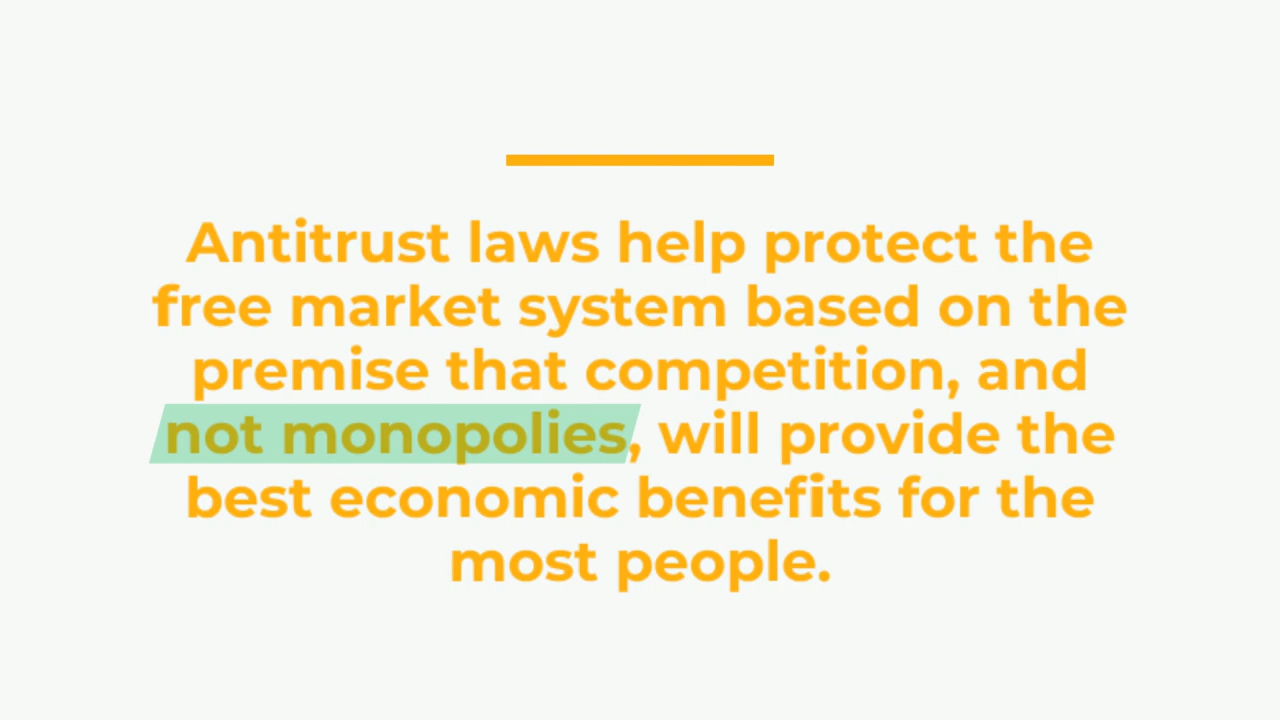 Antitrust laws help protect the
free market system based on the
premise that competition, and
not monopolies, will provide the
best economic benefits for the
most people.